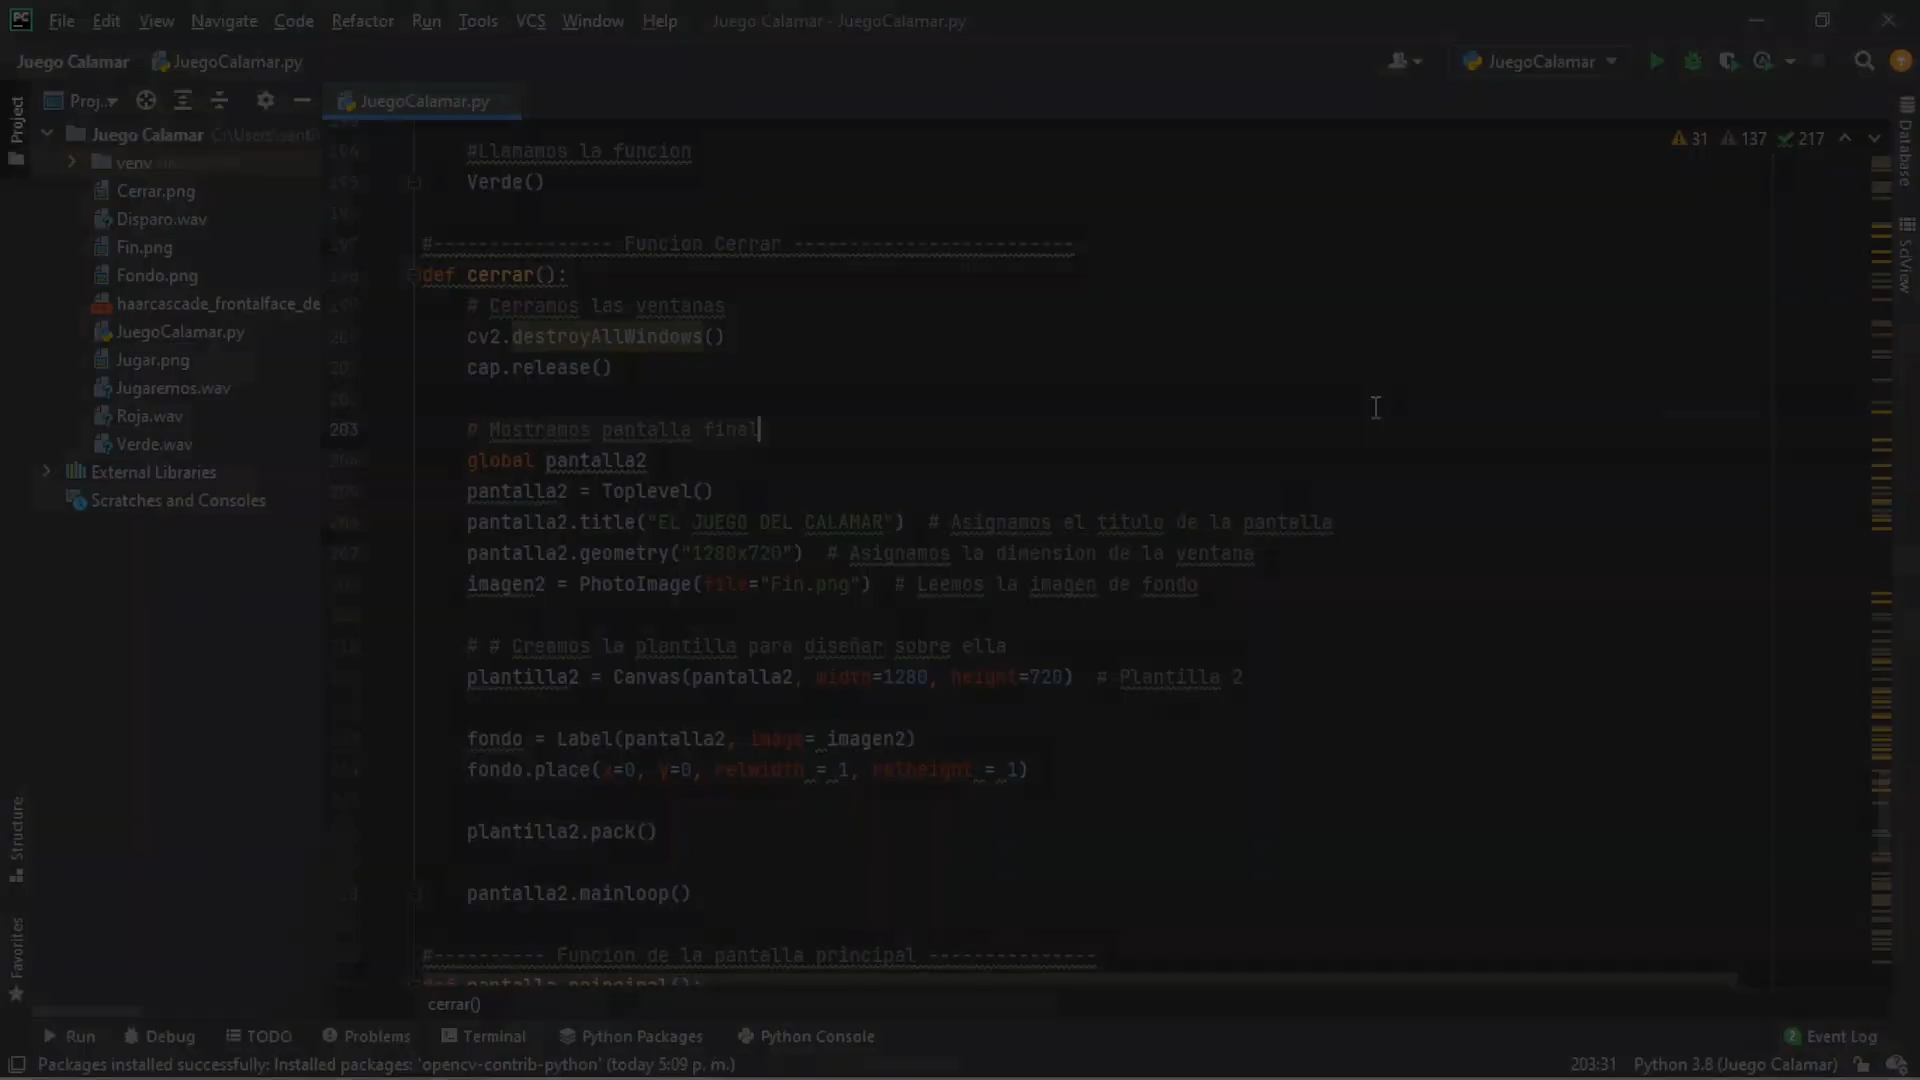 File Edit View Navigate Code Refactor Run Tools VCS Window Help Juego Calamar - JuegoCalamar.py
Juego Calamar JuegoCalamar.py JuegoCalamar
Project Proj... JuegoCalamar.py
Juego Calamar
venv
Cerrar.png
Disparo.wav
Fin.png
Fondo.png
haarcascade_frontalface_de
JuegoCalamar.py
Jugar.png
Jugaremos.wav
Roja.wav
Verde.wav
External Libraries
Scratches and Consoles
31 137 217
#Llamamos la funcion
Verde()
#---------------- Funcion Cerrar -------------------------
def cerrar():
# Cerramos las ventanas
cv2.destroyAllWindows()
cap.release()
203 # Mostramos pantalla final
global pantalla2
pantalla2 = Toplevel()
pantalla2.title("EL JUEGO DEL CALAMAR") # Asignamos el titulo de la pantalla
pantalla2.geometry("1280x720") # Asignamos la dimension de la ventana
imagen2 = PhotoImage(file="Fin.png") # Leemos la imagen de fondo
# # Creamos la plantilla para diseñar sobre ella
plantilla2 = Canvas(pantalla2, width=1280, height=720) # Plantilla 2
fondo = Label(pantalla2, image= imagen2)
fondo.place(x=0, y=0, relwidth = 1, relheight = 1)
plantilla2.pack()
pantalla2.mainloop()
#---------- Funcion de la pantalla principal ---------------
def pantalla_principal():
cerrar()
Database
SciView
Structure
Favorites
Run Debug TODO Problems Terminal Python Packages Python Console 2 Event Log
Packages installed successfully: Installed packages: 'opencv-contrib-python' (today 5:09 p. m.) 203:31 Python 3.8 (Juego Calamar)